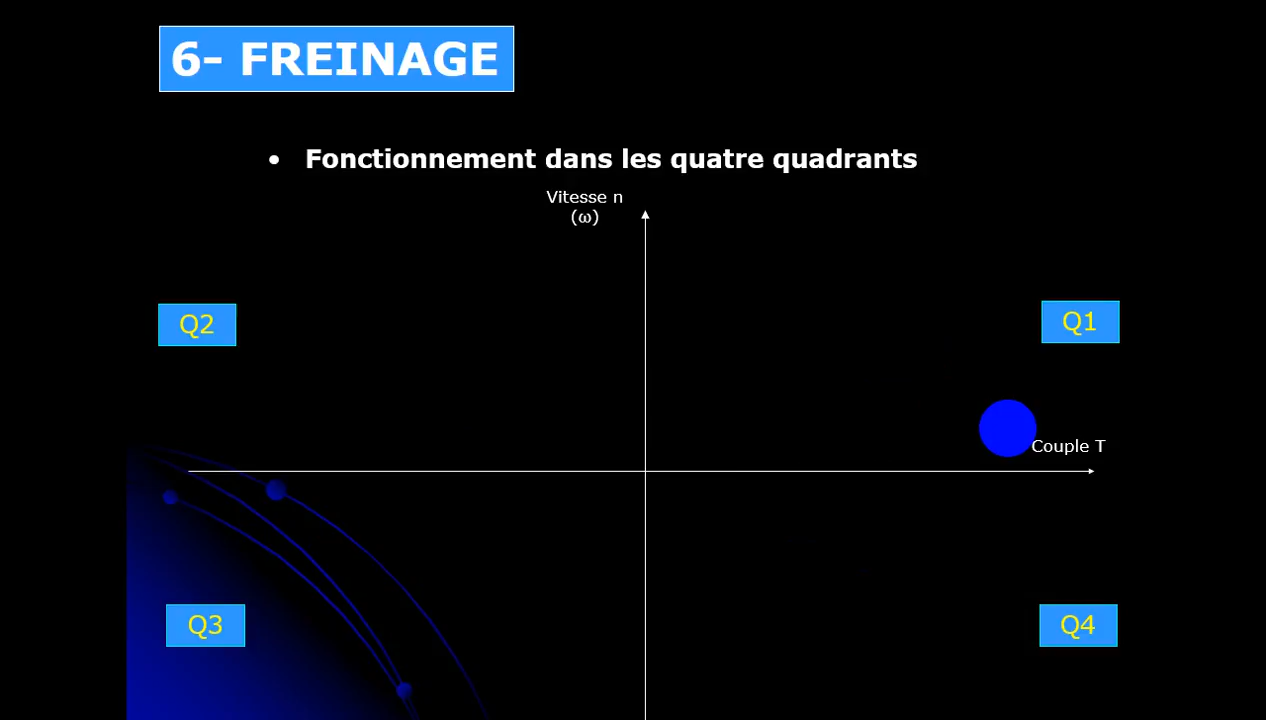 6- FREINAGE
• Fonctionnement dans les quatre quadrants
Vitesse n
(ω)
Q2
Q1
Couple T
Q3
Q4